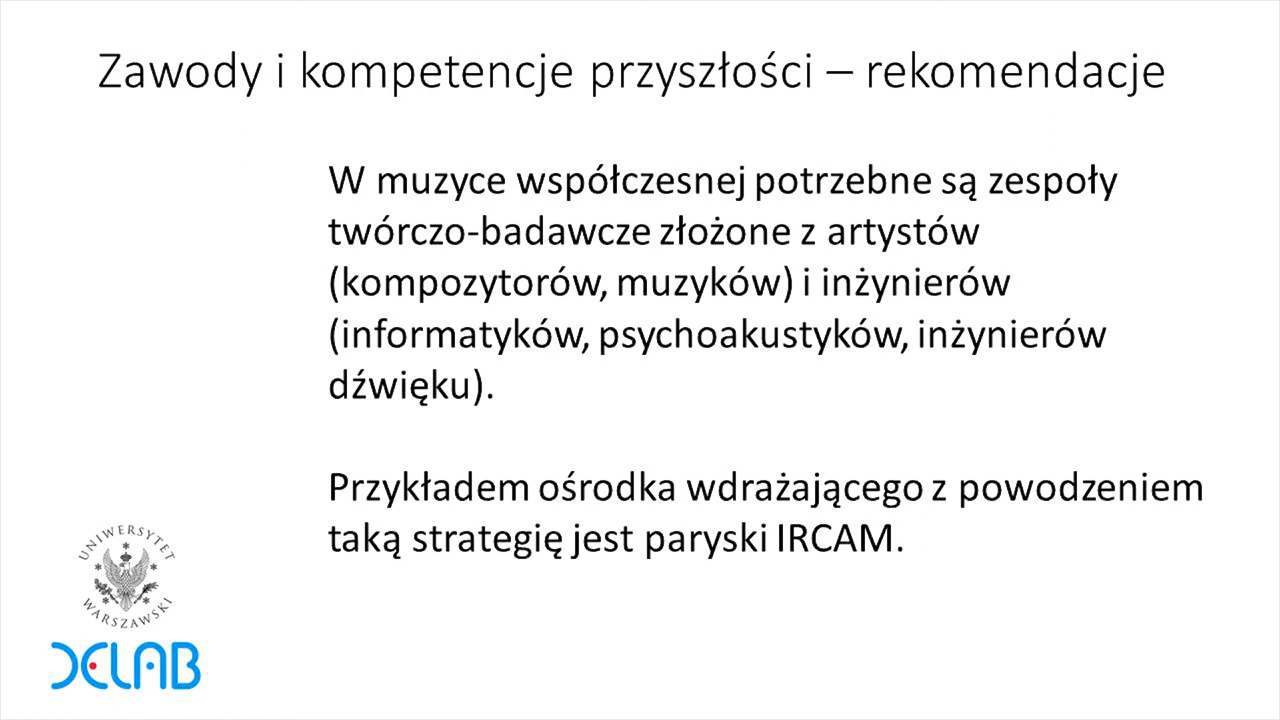 Zawody i kompetencje przyszłości – rekomendacje
W muzyce współczesnej potrzebne są zespoły
twórczo-badawcze złożone z artystów
(kompozytorów, muzyków) i inżynierów
(informatyków, psychoakustyków, inżynierów
dźwięku).
Przykładem ośrodka wdrażającego z powodzeniem
taką strategię jest paryski IRCAM.
UNIWERSYTET
WARSZAWSKI
DELAB